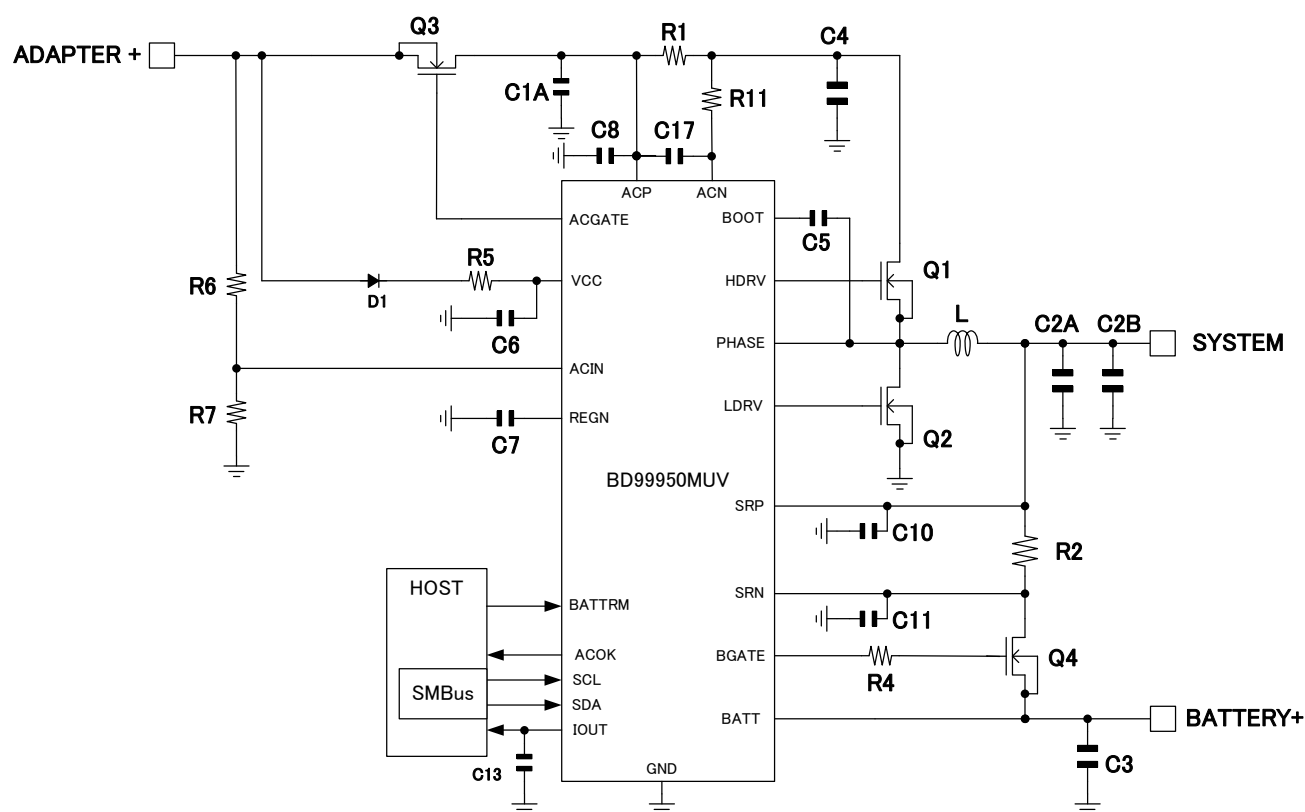 Q3
R1
C4
ADAPTER +
C1A
R11
C8
C17
ACP
ACN
ACGATE
BOOT
C5
R5
Q1
R6
D1
VCC
HDRV
C6
L
C2A
C2B
PHASE
SYSTEM
ACIN
R7
LDRV
REGN
Q2
C7
BD99950MUV
SRP
C10
R2
HOST
SRN
BATTRM
C11
ACOK
BGATE
Q4
SCL
R4
SMBus
SDA
IOUT
BATT
BATTERY+
C13
GND
C3